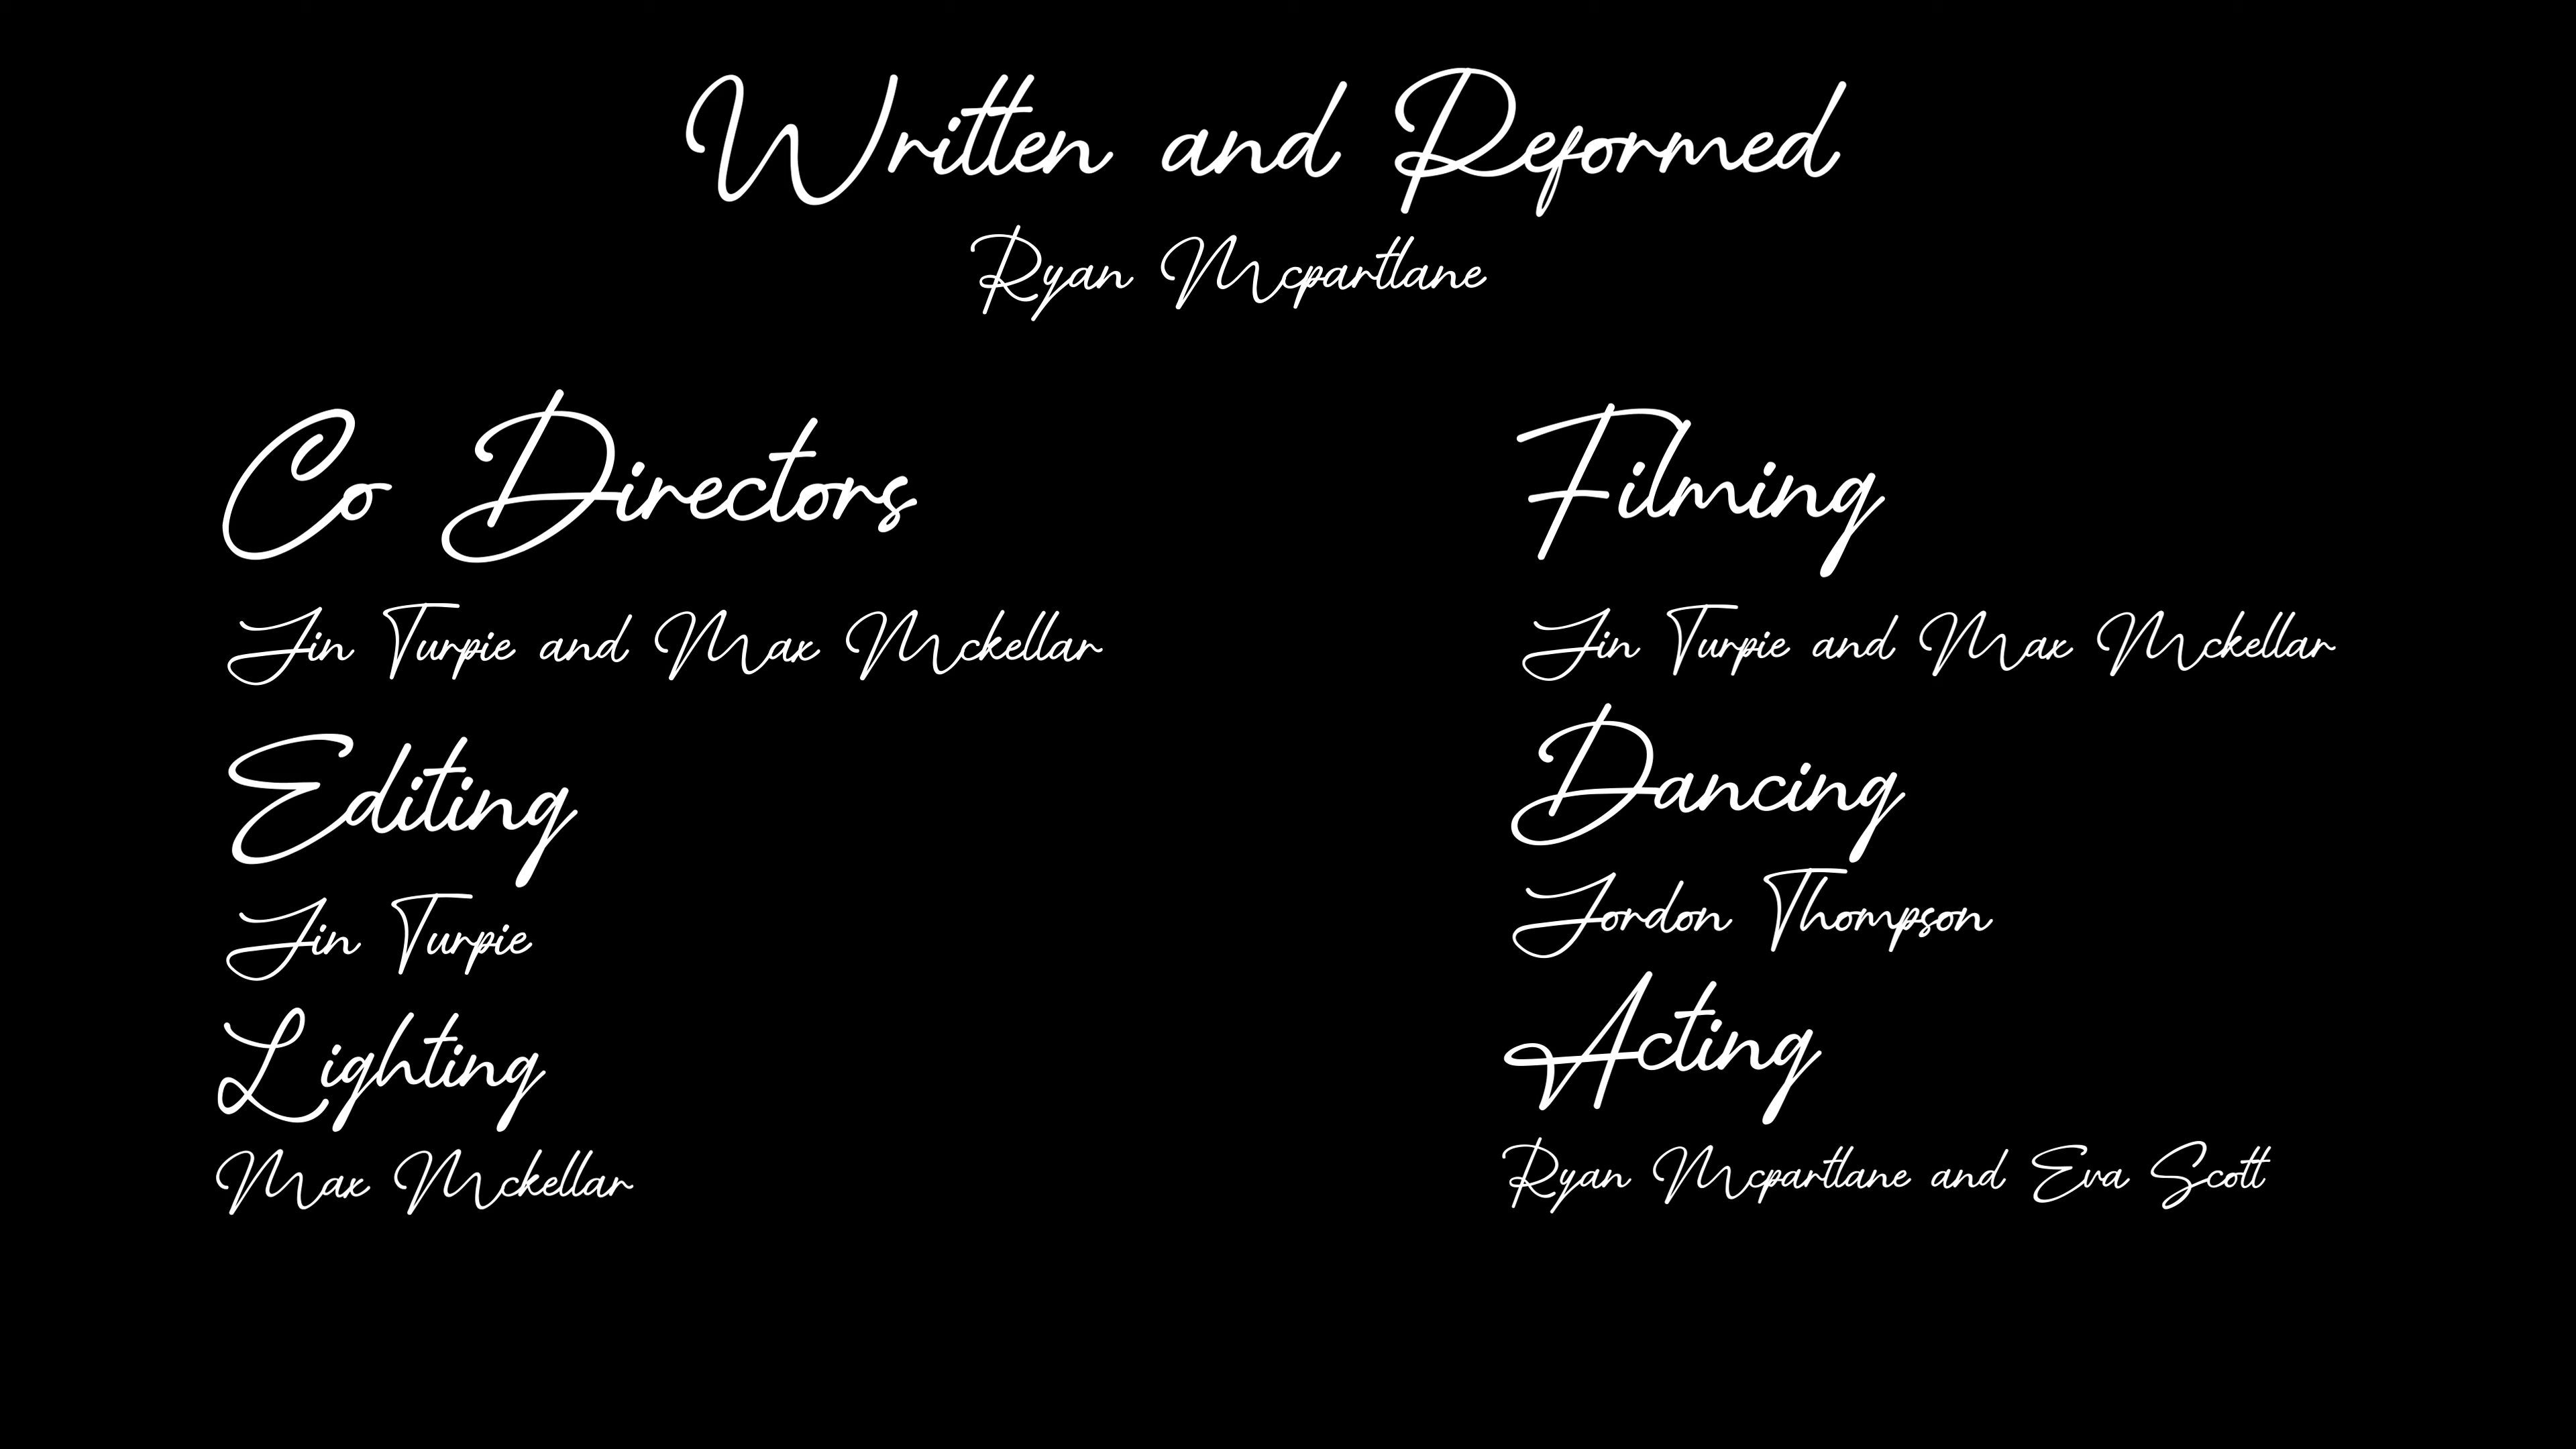 Written and Reformed
Ryan Mcpartlane
Co Directors
Jin Turpie and Max Mckellar
Editing
Jin Turpie
Lighting
Max Mckellar
Filming
Jin Turpie and Max Mckellar
Dancing
Jordon Thompson
Acting
Ryan Mcpartlane and Eva Scott